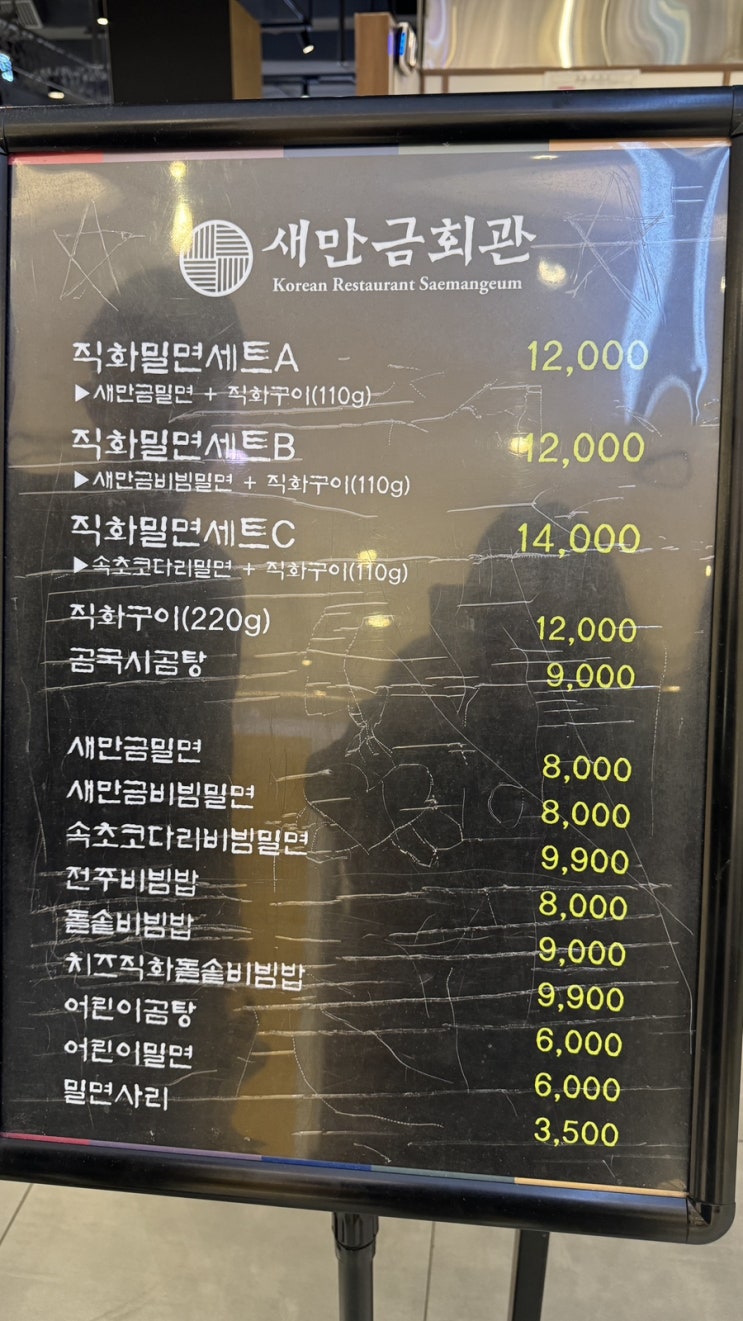 새만금회관
Korean Restaurant Saemangeum
직화밀면세트A 12,000
▶새만금밀면 + 직화구이(110g)
직화밀면세트B 12,000
▶새만금비빔밀면 + 직화구이(110g)
직화밀면세트C 14,000
▶속초코다리밀면 + 직화구이(110g)
직화구이(220g) 12,000
곰국시곰탕 9,000
새만금밀면 8,000
새만금비빔밀면 8,000
속초코다리비빔밀면 9,900
전주비빔밥 8,000
돌솥비빔밥 9,000
치즈직화돌솥비빔밥 9,900
어린이곰탕 6,000
어린이밀면 6,000
밀면사리 3,500